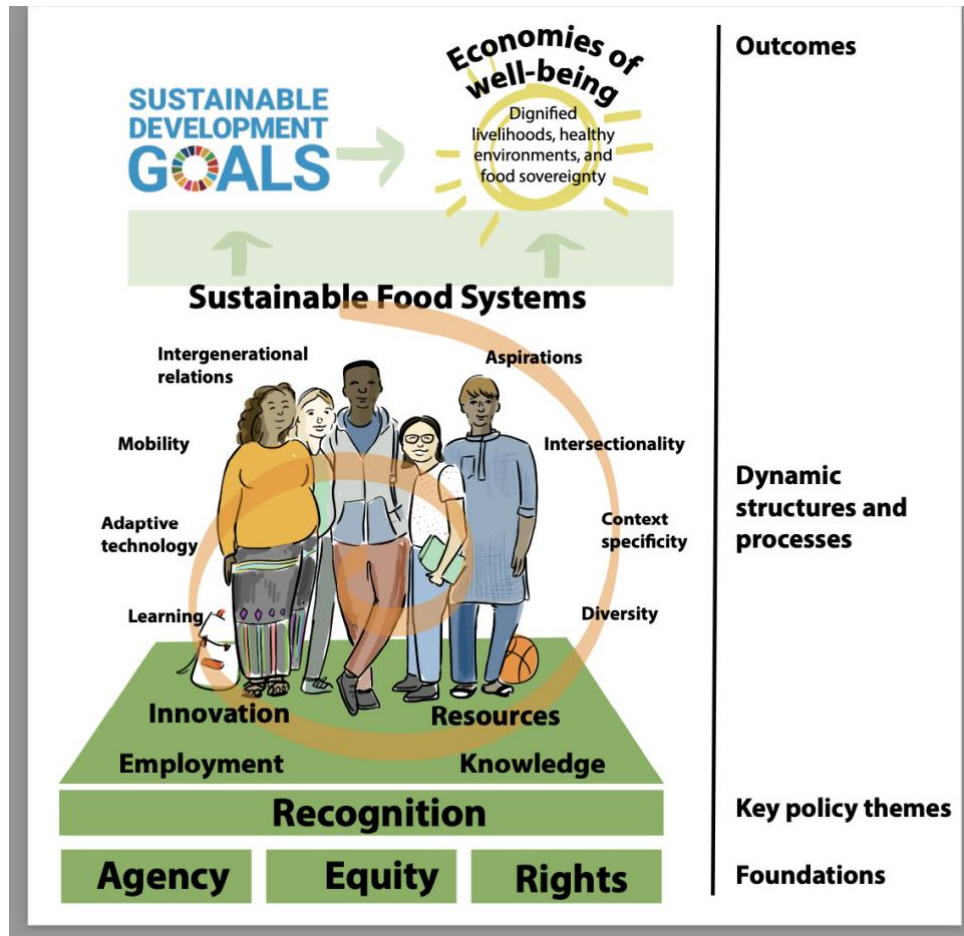 Economies of
well-being
Outcomes
SUSTAINABLE
DEVELOPMENT
GOALS
Dignified
livelihoods, healthy
environments, and
food sovereignty
Sustainable Food Systems
Intergenerational
relations
Aspirations
Mobility
Intersectionality
Adaptive
technology
Context
specificity
Learning
Diversity
Dynamic
structures and
processes
Innovation
Resources
Employment
Knowledge
Recognition
Key policy themes
Agency
Equity
Rights
Foundations